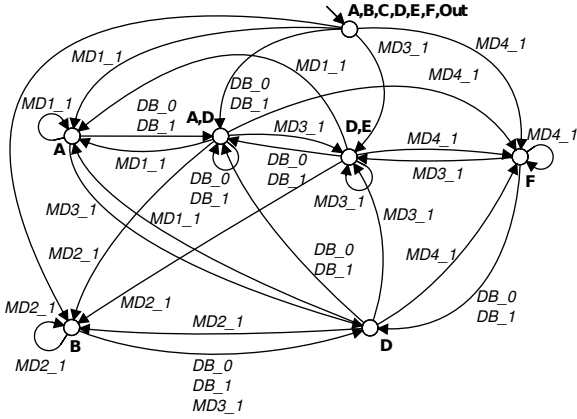 A,B,C,D,E,F,Out
MD3_1
MD4_1
MD1_1
MD4_1
DB_0
DB_1
MD1_1
DB_0
DB_1
A,D
MD3_1
D,E
MD4_1
MD4_1
A
MD1_1
DB_0
DB_1
DB_0
DB_1
MD3_1
MD3_1
F
MD3_1
MD1_1
MD3_1
MD2_1
DB_0
DB_1
MD4_1
MD2_1
MD2_1
MD2_1
DB_0
DB_1
B
D
MD2_1
DB_0
DB_1
MD3_1